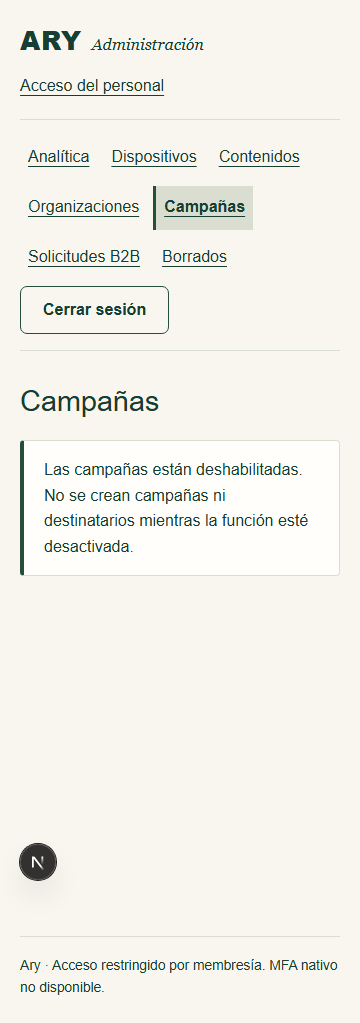 ARY Administración
Acceso del personal
Analítica Dispositivos Contenidos
Organizaciones Campañas
Solicitudes B2B Borrados
Cerrar sesión
Campañas
Las campañas están deshabilitadas.
No se crean campañas ni
destinatarios mientras la función esté
desactivada.
N
Ary · Acceso restringido por membresía. MFA nativo
no disponible.